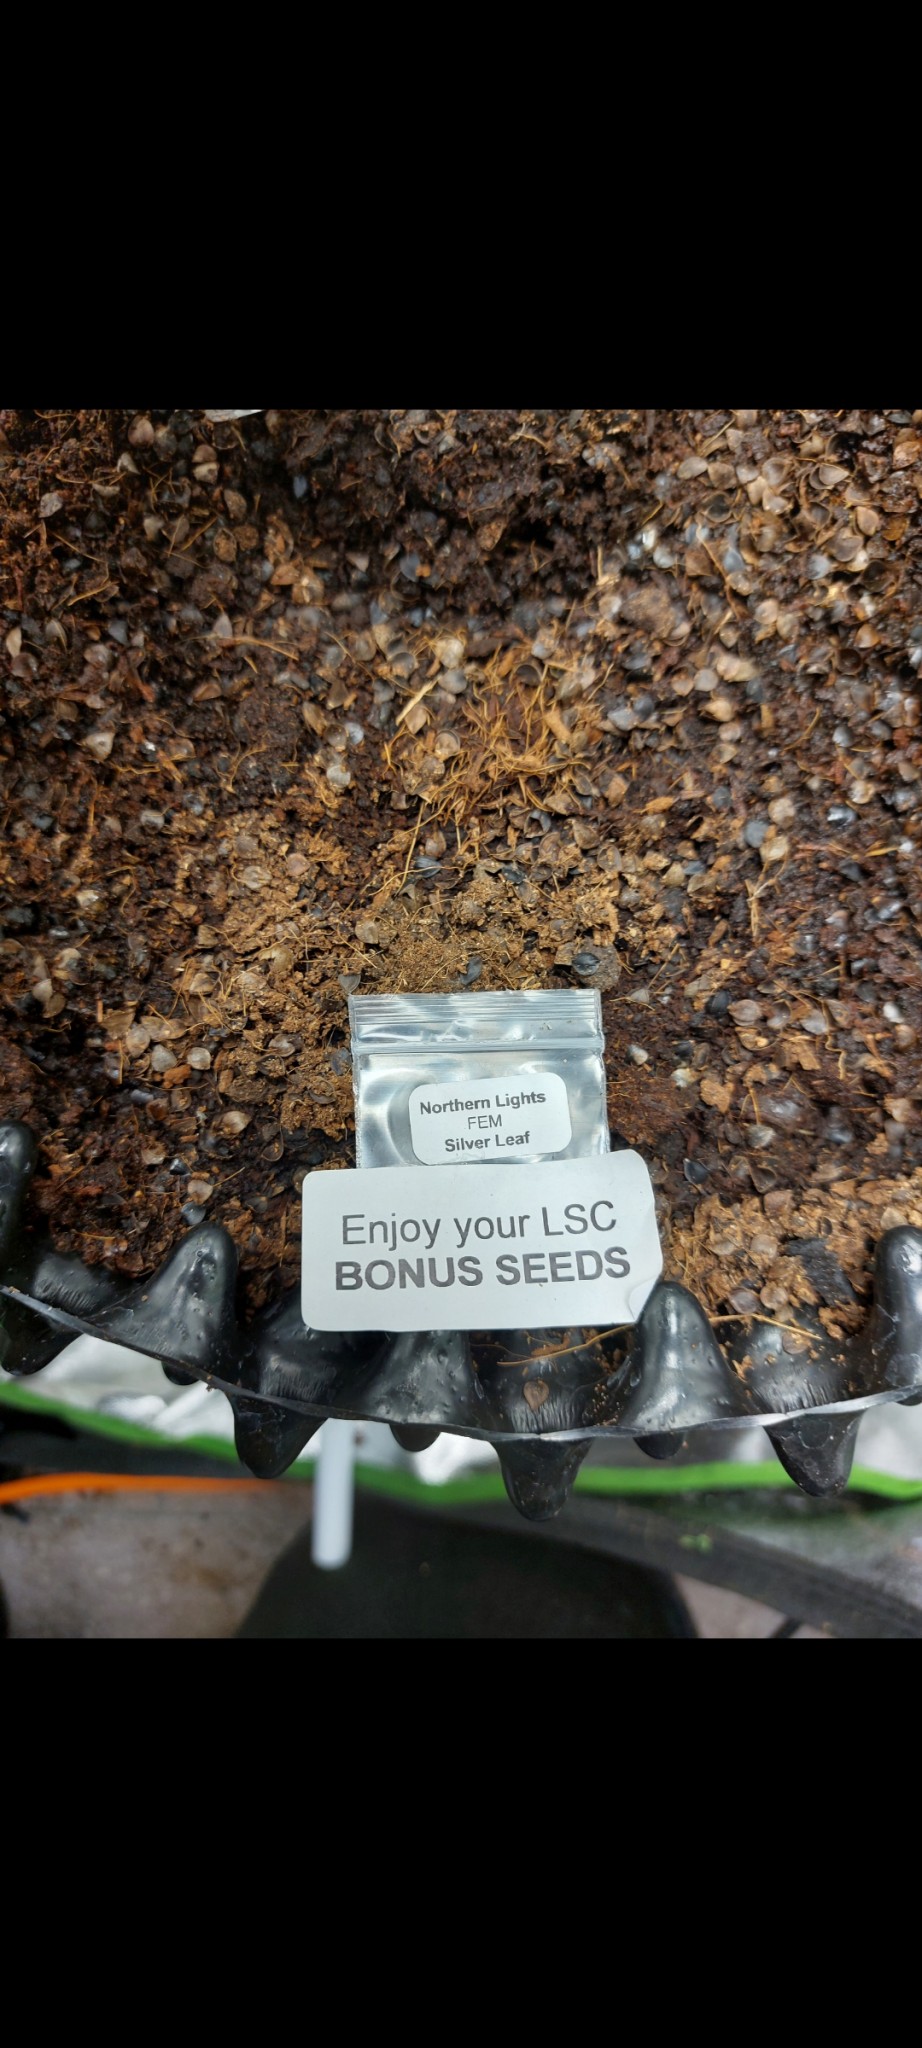 Northern Lights
FEM
Silver Leaf
Enjoy your LSC
BONUS SEEDS